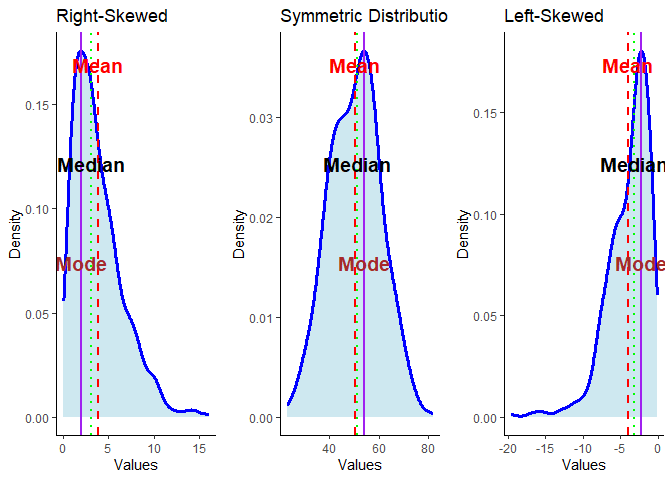 Right-Skewed
Mean
Median
Mode
Density
0.15
0.10
0.05
0.00
0
5
10
15
Values
Symmetric Distributio
Mean
Median
Mode
Density
0.03
0.02
0.01
0.00
40
60
80
Values
Left-Skewed
Mean
Median
Mode
Density
0.15
0.10
0.05
0.00
-20
-15
-10
-5
0
Values